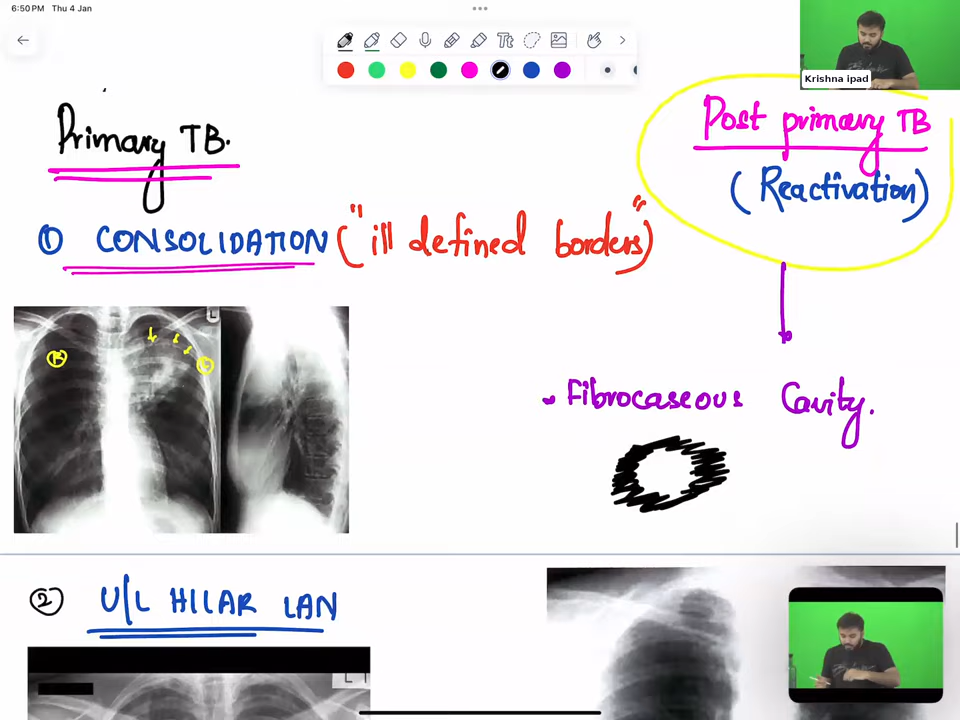 6:50 PM Thu 4 Jan
Tt
Krishna ipad
Primary TB.
Post primary TB
(Reactivation)
① CONSOLIDATION ("ill defined borders")
L
R
L
Fibrocaseous Cavity.
② U/L HILAR LAN
L